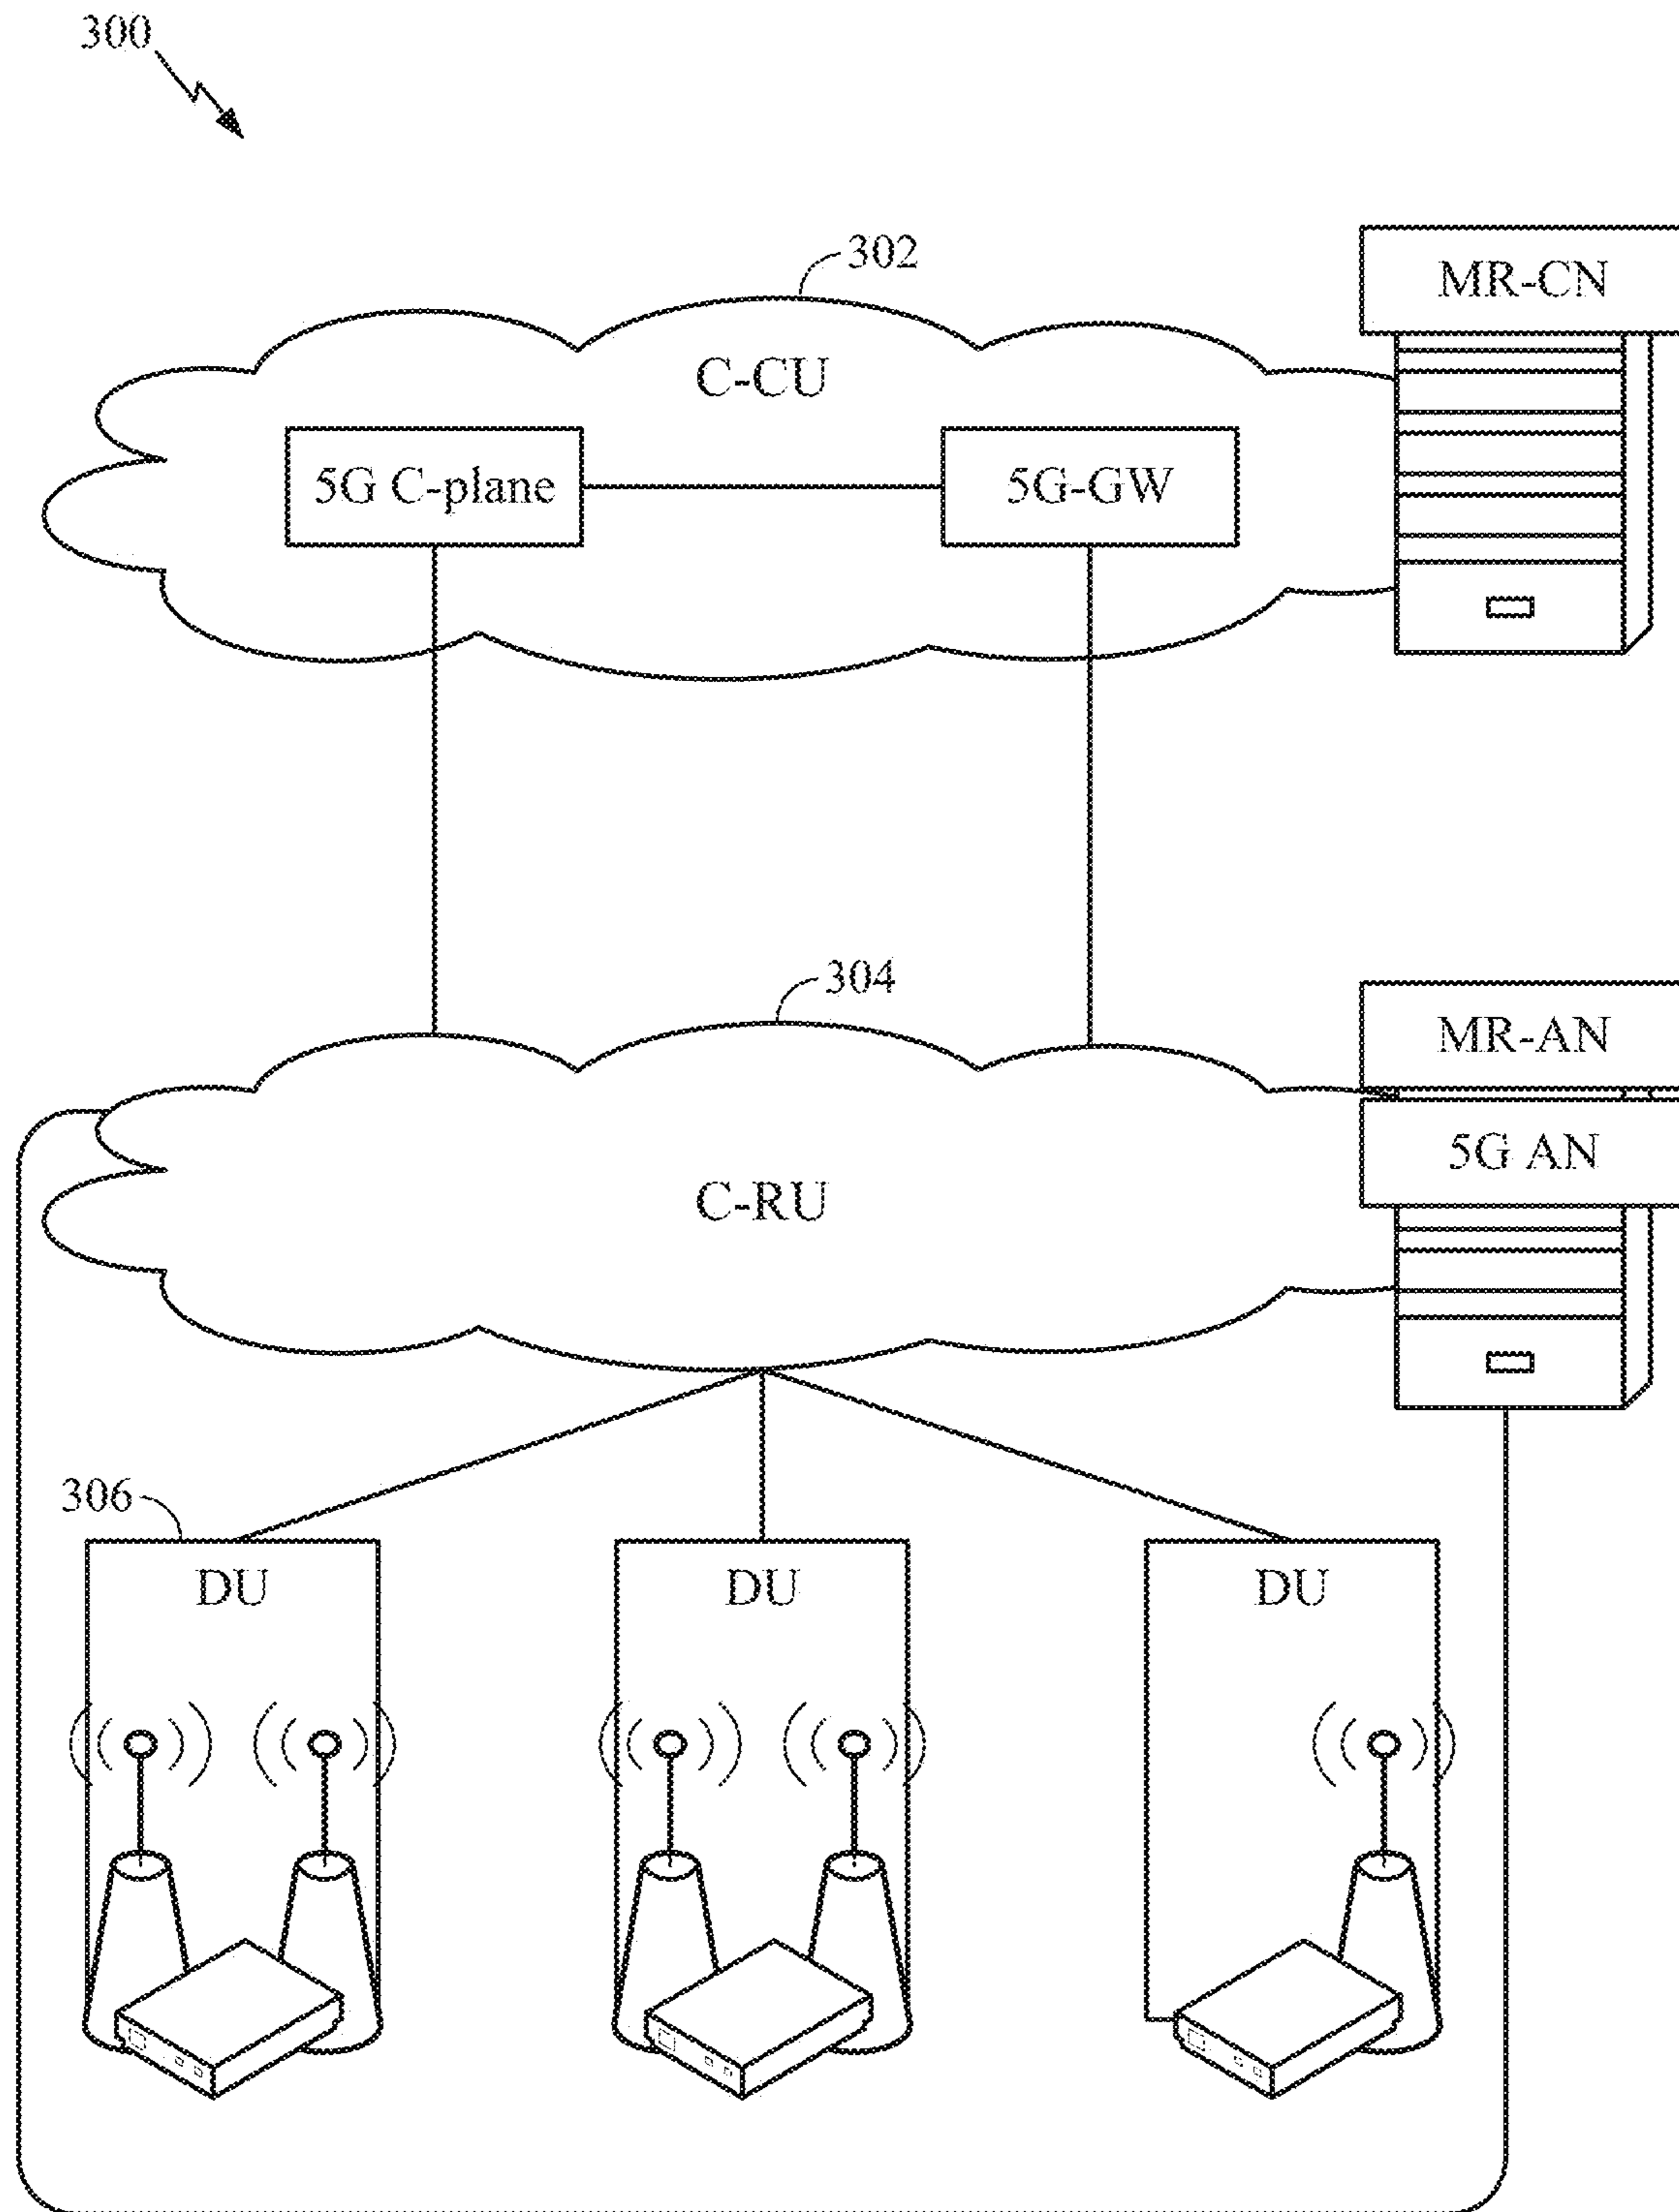 300
302
MR-CN
C-CU
5G C-plane
5G-GW
304
MR-AN
5G AN
C-RU
306
DU
DU
DU